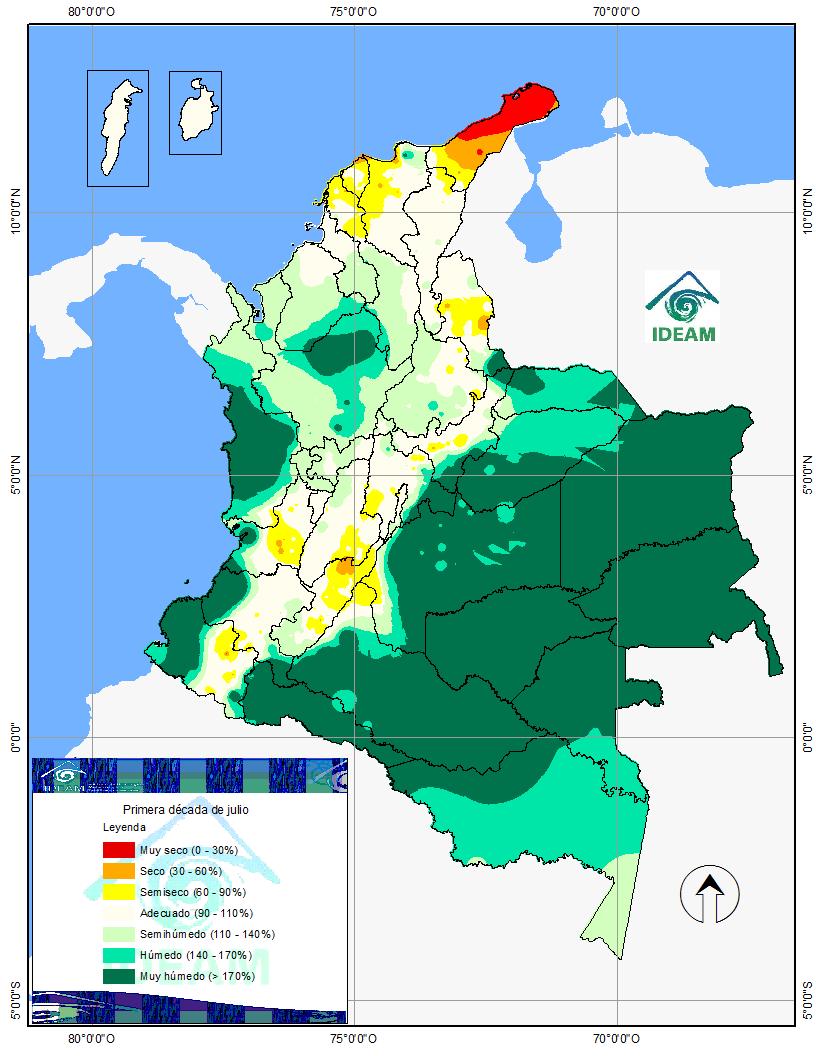 80°0'0"O 75°0'0"O 70°0'0"O
10°0'0"N 10°0'0"N
IDEAM
5°0'0"N 5°0'0"N
0°0'0" 0°0'0"
IDEAM
Primera década de julio
Leyenda
Muy seco (0 - 30%)
Seco (30 - 60%)
Semiseco (60 - 90%)
Adecuado (90 - 110%)
Semihúmedo (110 - 140%)
Húmedo (140 - 170%)
Muy húmedo (> 170%)
IDEAM
5°0'0"S 5°0'0"S
80°0'0"O 75°0'0"O 70°0'0"O